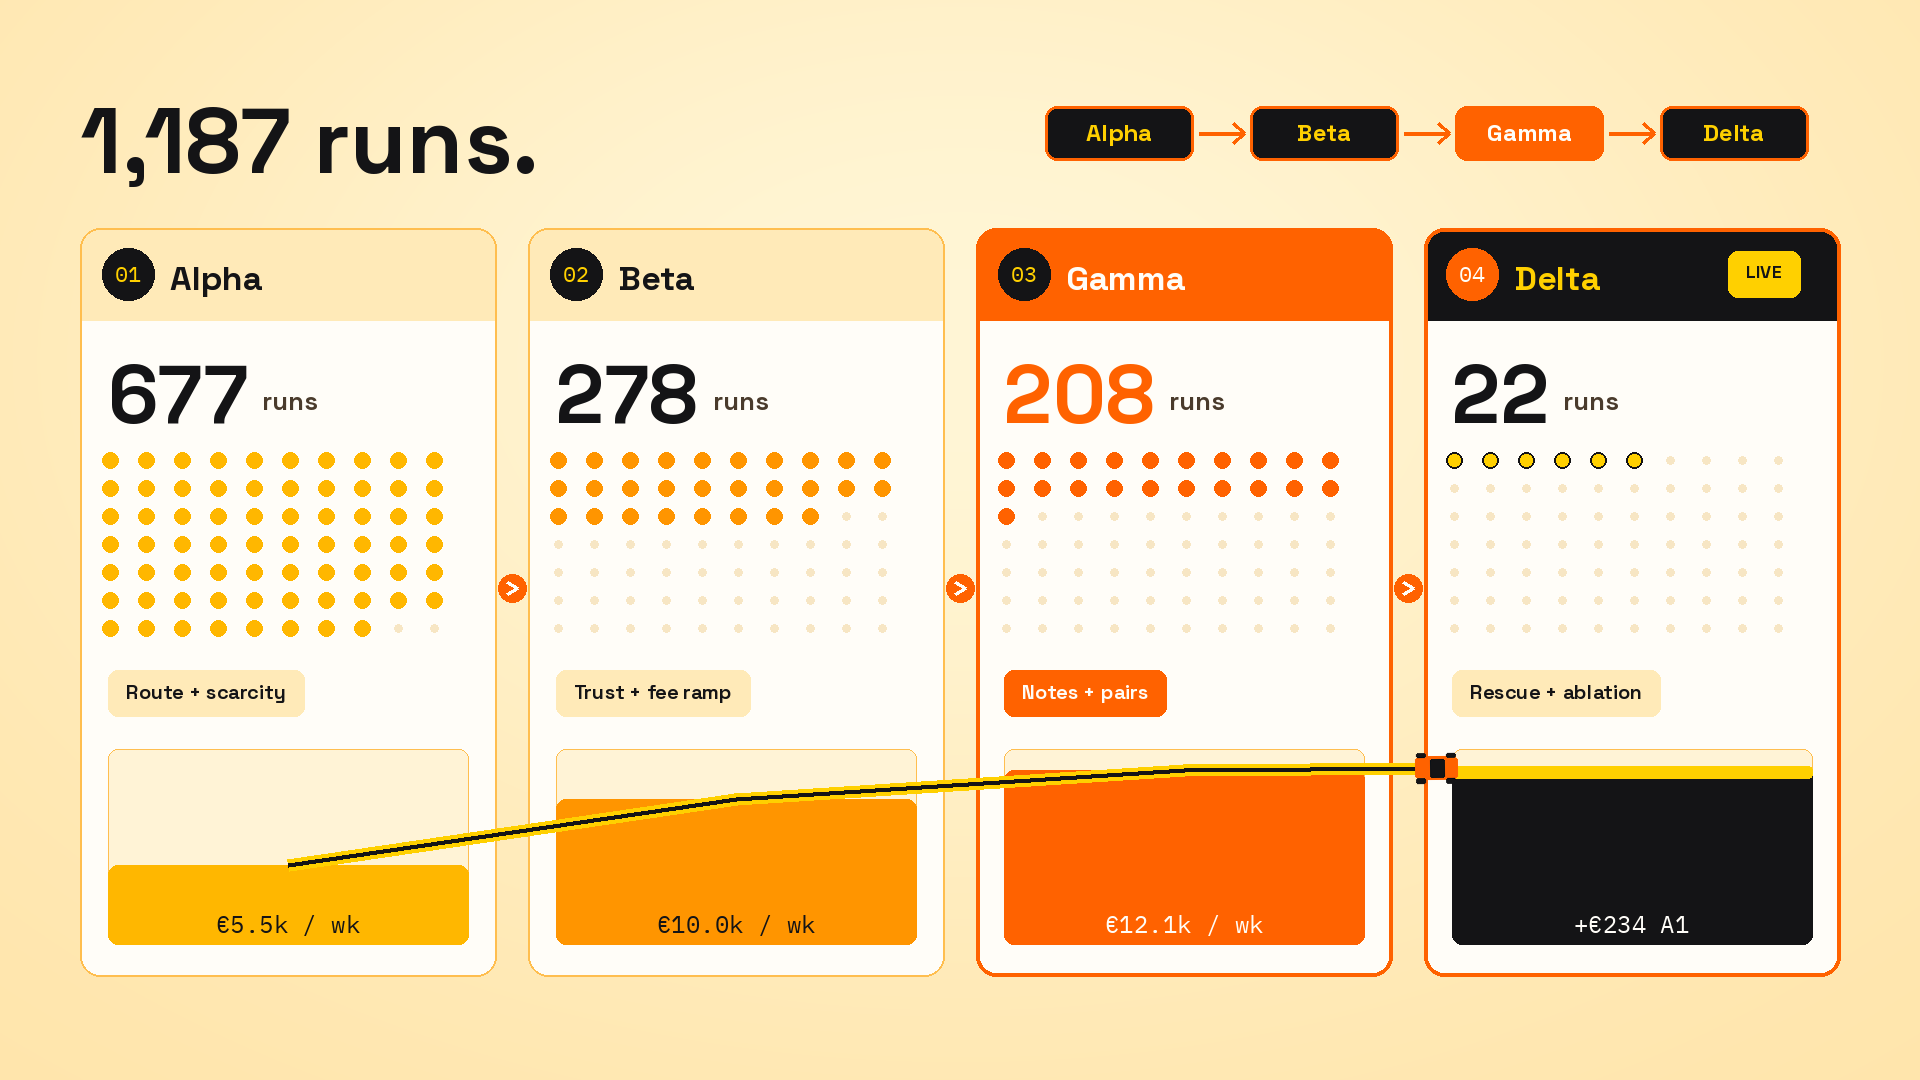 1,187 runs.
Alpha
Beta
Gamma
Delta
01 Alpha
677 runs
Route + scarcity
€5.5k / wk
02 Beta
278 runs
Trust + fee ramp
€10.0k / wk
03 Gamma
208 runs
Notes + pairs
€12.1k / wk
04 Delta LIVE
22 runs
Rescue + ablation
+€234 A1